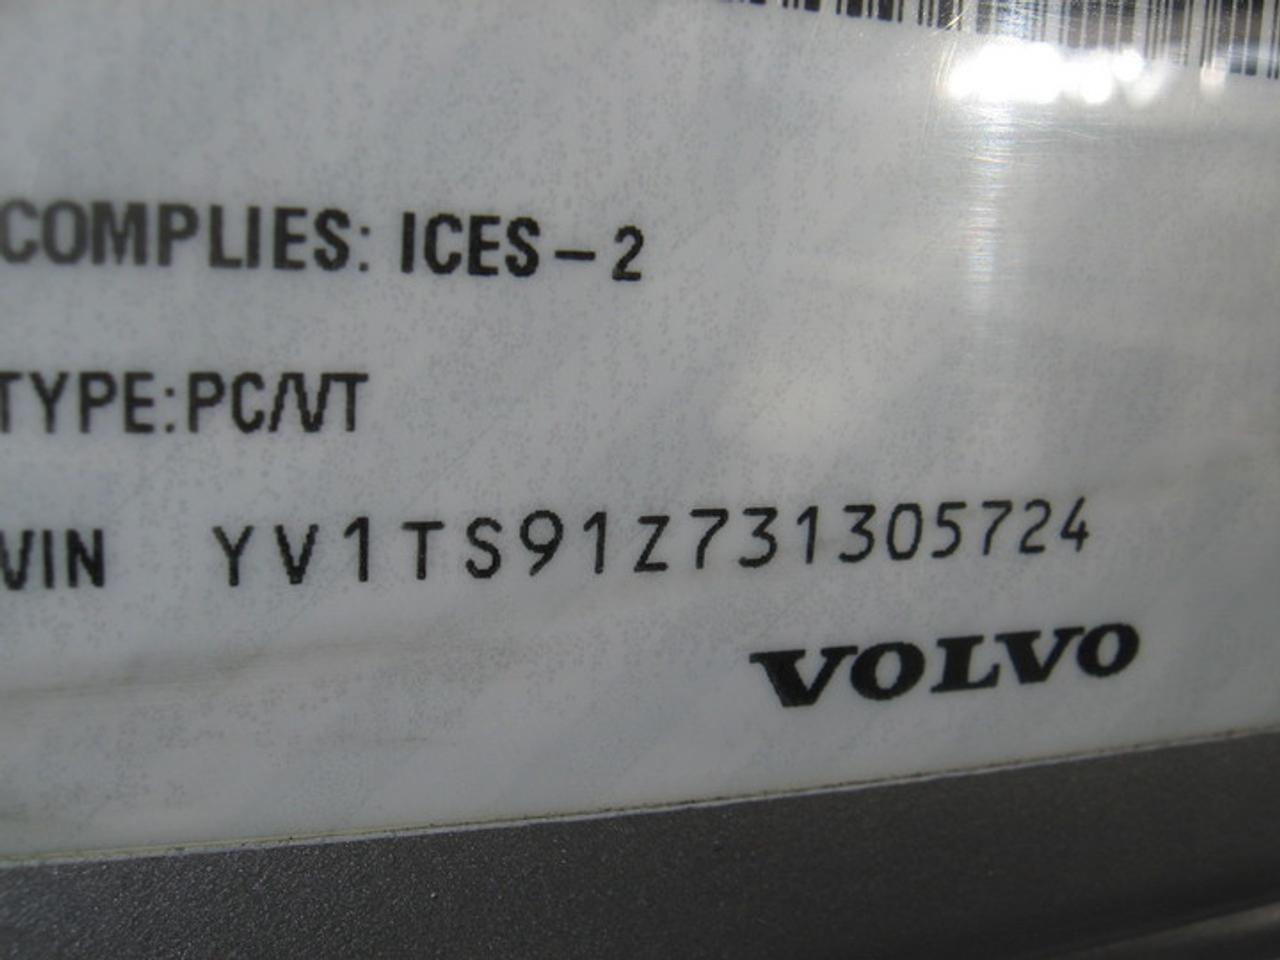 COMPLIES: ICES-2
TYPE: PC/VT
VIN YV1TS91Z731305724
VOLVO